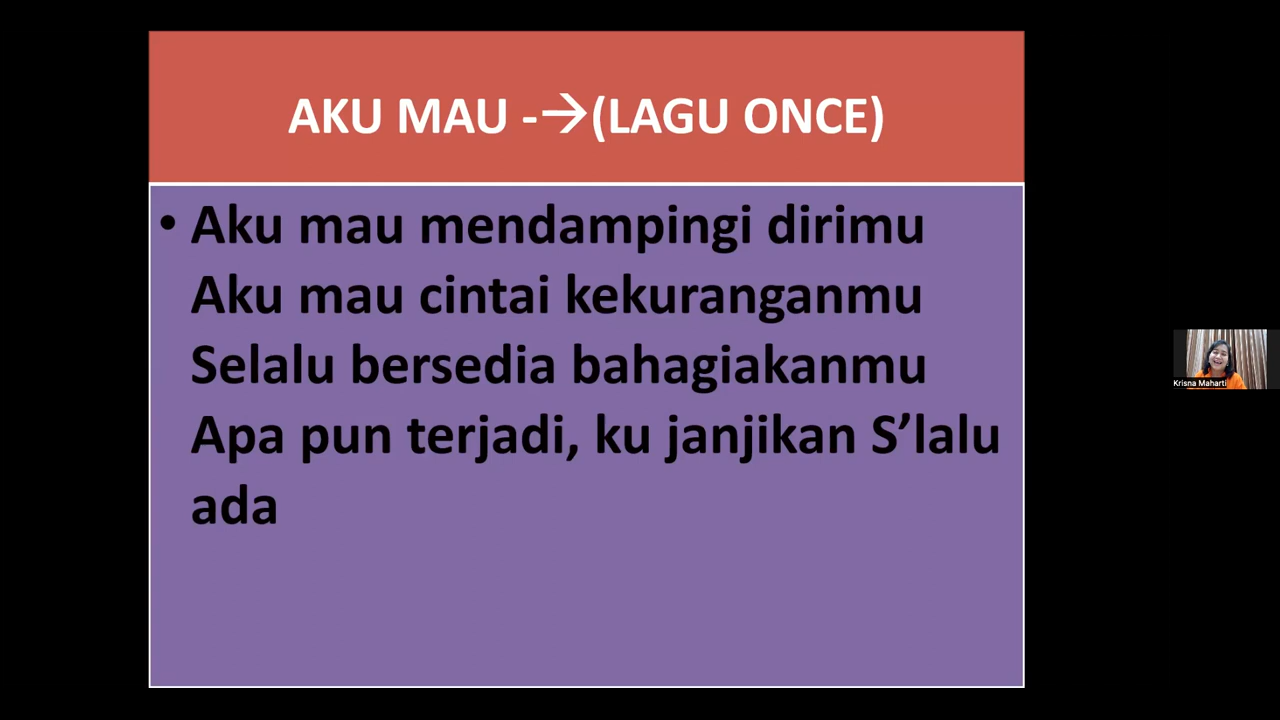 AKU MAU -→(LAGU ONCE)
• Aku mau mendampingi dirimu
Aku mau cintai kekuranganmu
Selalu bersedia bahagiakanmu
Apa pun terjadi, ku janjikan S’lalu
ada
Krisna Maharti